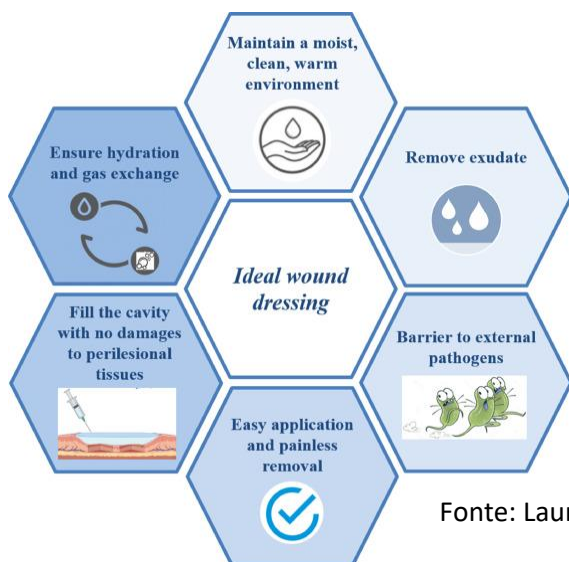 Maintain a moist,
clean, warm
environment
Ensure hydration
and gas exchange
Remove exudate
Ideal wound
dressing
Fill the cavity
with no damages
to perilesional
tissues
Barrier to external
pathogens
Easy application
and painless
removal
Fonte: Laur